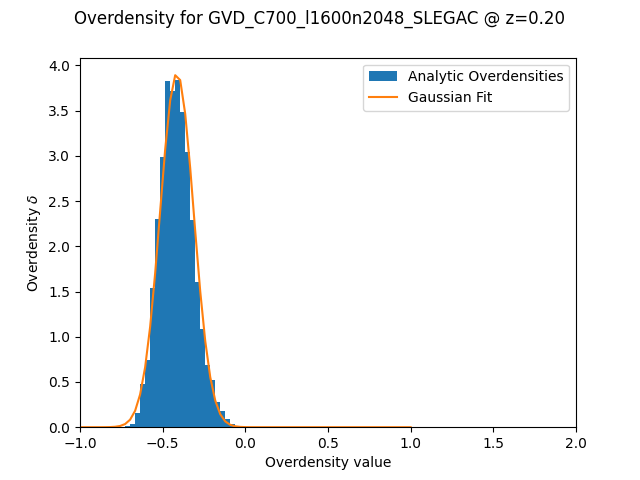 Overdensity for GVD_C700_l1600n2048_SLEGAC @ z=0.20
Analytic Overdensities
Gaussian Fit
Overdensity δ
4.0
3.5
3.0
2.5
2.0
1.5
1.0
0.5
0.0
−1.0 −0.5 0.0 0.5 1.0 1.5 2.0
Overdensity value